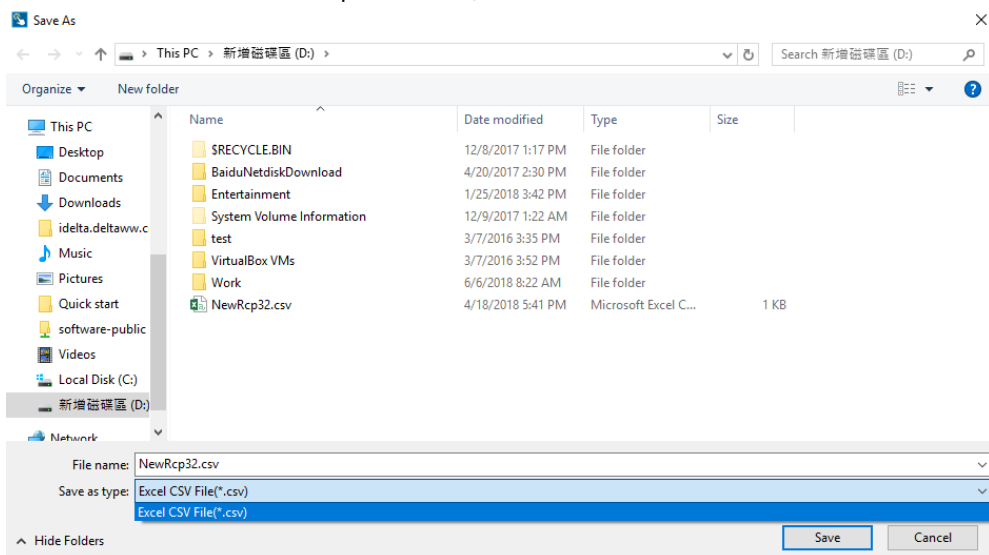 Save As
This PC > 新增磁碟區 (D:) >
Search 新增磁碟區 (D:)
Organize
New folder
This PC
Desktop
Documents
Downloads
idelta.deltaww.c
Music
Pictures
Quick start
software-public
Videos
Local Disk (C:)
新增磁碟區 (D:)
Network
Name Date modified Type Size
$RECYCLE.BIN 12/8/2017 1:17 PM File folder
BaiduNetdiskDownload 4/20/2017 2:30 PM File folder
Entertainment 1/25/2018 3:42 PM File folder
System Volume Information 12/9/2017 1:22 AM File folder
test 3/7/2016 3:35 PM File folder
VirtualBox VMs 3/7/2016 3:52 PM File folder
Work 6/6/2018 8:22 AM File folder
NewRcp32.csv 4/18/2018 5:41 PM Microsoft Excel C... 1 KB
File name: NewRcp32.csv
Save as type: Excel CSV File(*.csv)
Excel CSV File(*.csv)
Hide Folders
Save
Cancel